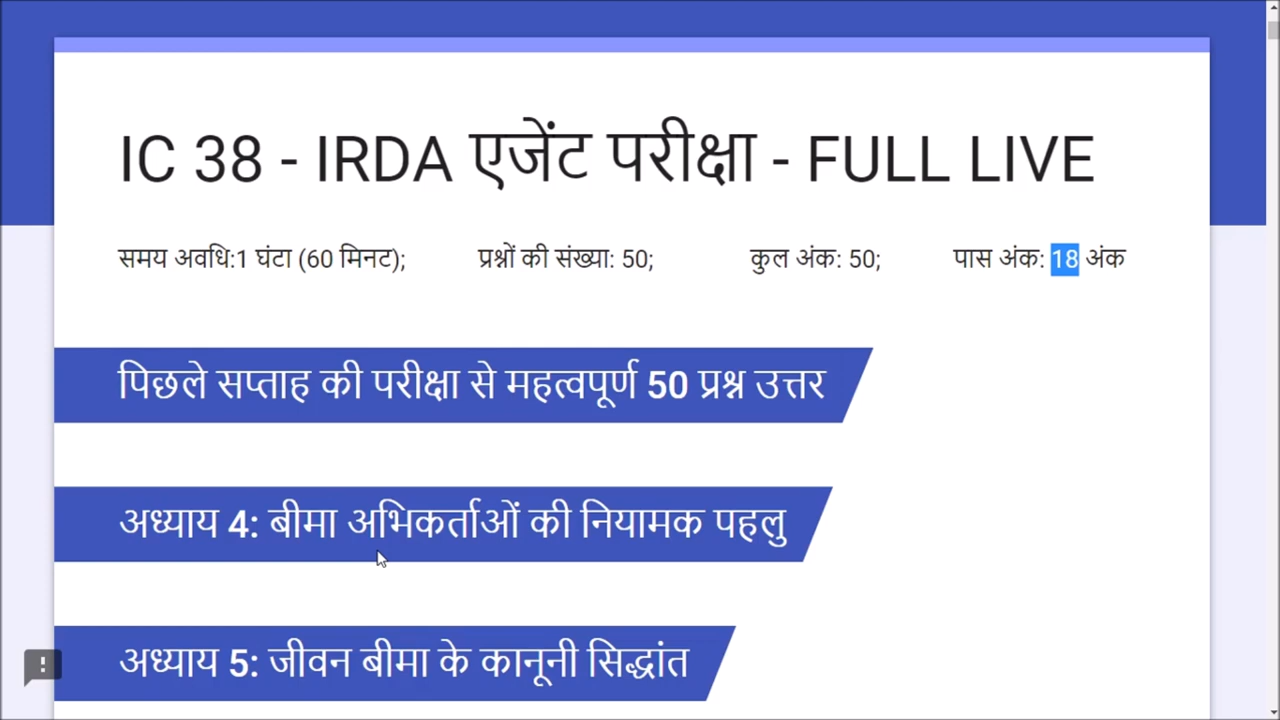 IC 38 - IRDA एजेंट परीक्षा - FULL LIVE
समय अवधि:1 घंटा (60 मिनट); प्रश्नों की संख्या: 50; कुल अंक: 50; पास अंक: 18 अंक
पिछले सप्ताह की परीक्षा से महत्वपूर्ण 50 प्रश्न उत्तर
अध्याय 4: बीमा अभिकर्ताओं की नियामक पहलु
अध्याय 5: जीवन बीमा के कानूनी सिद्धांत